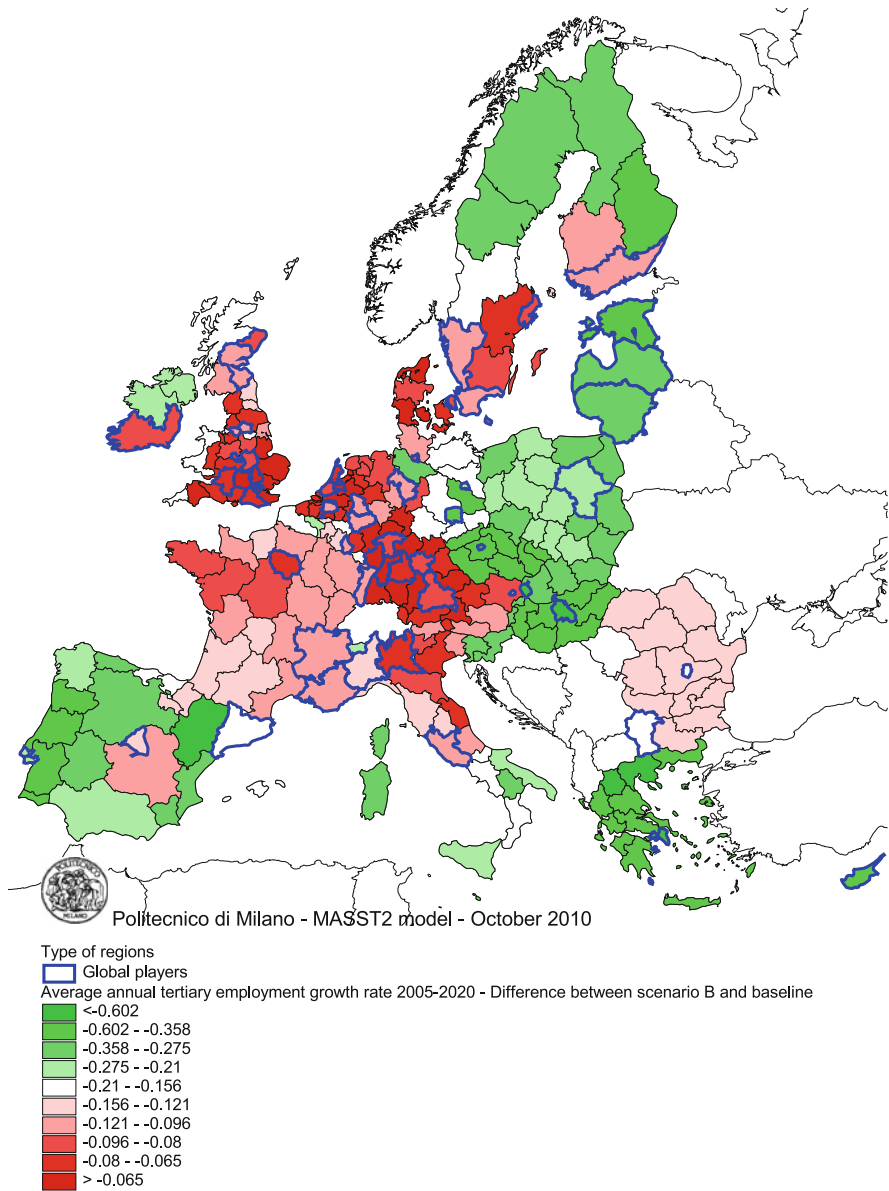 POLITECNICO
MILANO
Politecnico di Milano - MASST2 model - October 2010
Type of regions
Global players
Average annual tertiary employment growth rate 2005-2020 - Difference between scenario B and baseline
<-0.602
-0.602 - -0.358
-0.358 - -0.275
-0.275 - -0.21
-0.21 - -0.156
-0.156 - -0.121
-0.121 - -0.096
-0.096 - -0.08
-0.08 - -0.065
> -0.065